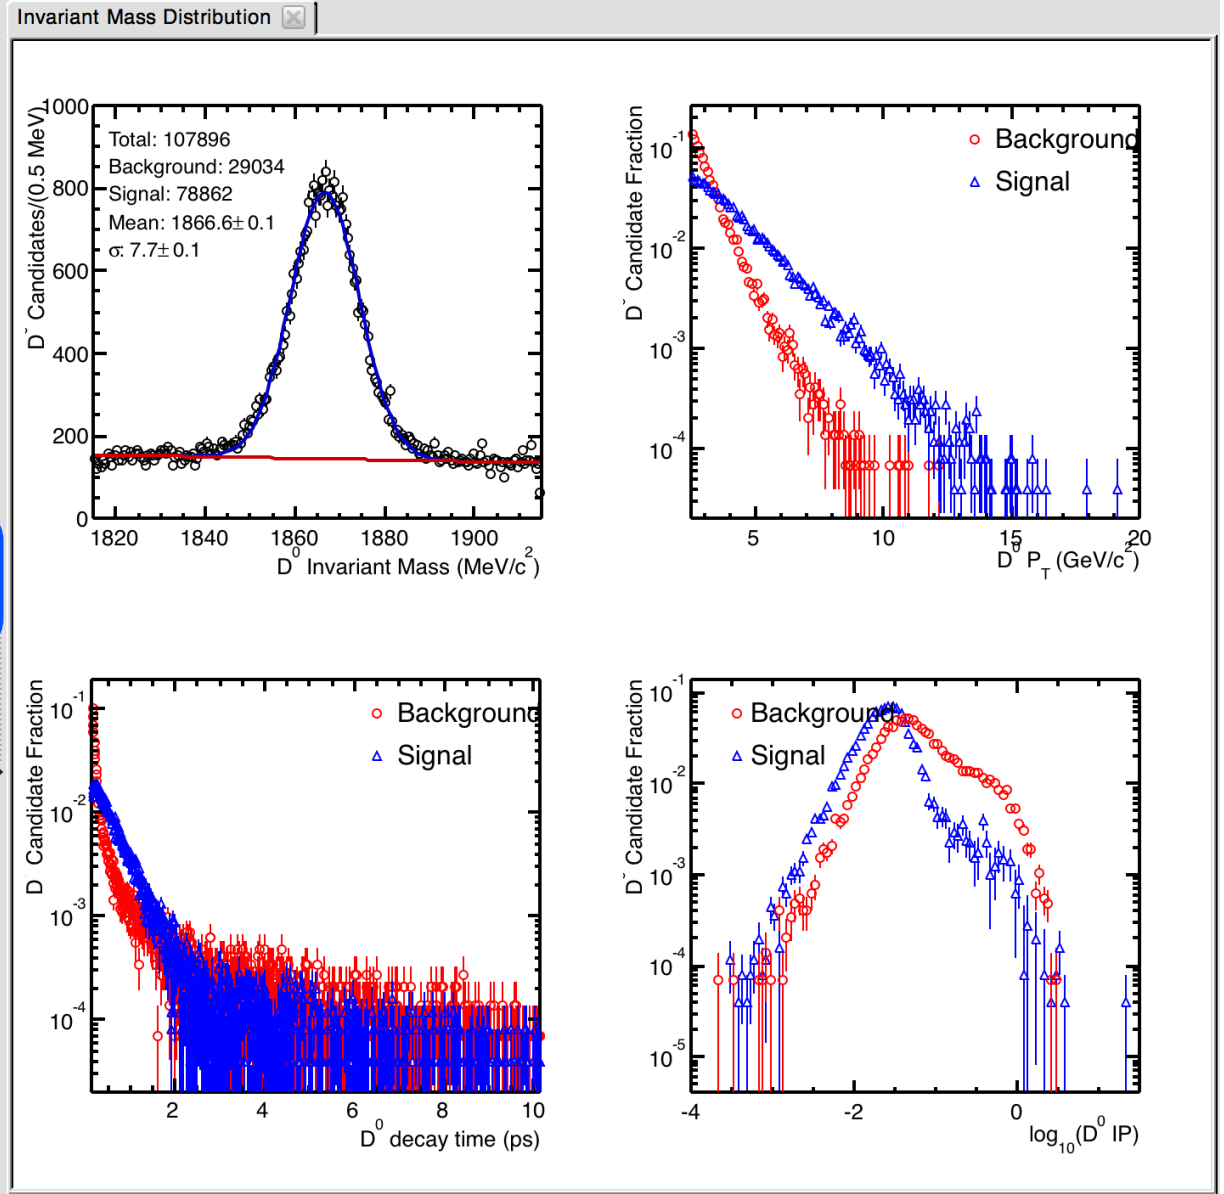 Invariant Mass Distribution
D˘ Candidates/(0.5 MeV)
1000
800
600
400
200
0
Total: 107896
Background: 29034
Signal: 78862
Mean: 1866.6± 0.1
σ: 7.7± 0.1
1820 1840 1860 1880 1900
D⁰ Invariant Mass (MeV/c²)
D˘ Candidate Fraction
10⁻¹
10⁻²
10⁻³
10⁻⁴
Background
Signal
5 10 15 20
D⁰ P_T (GeV/c²)
D˘ Candidate Fraction
10⁻¹
10⁻²
10⁻³
10⁻⁴
Background
Signal
2 4 6 8 10
D⁰ decay time (ps)
D˘ Candidate Fraction
10⁻¹
10⁻²
10⁻³
10⁻⁴
10⁻⁵
Background
Signal
-4 -2 0
log₁₀(D⁰ IP)